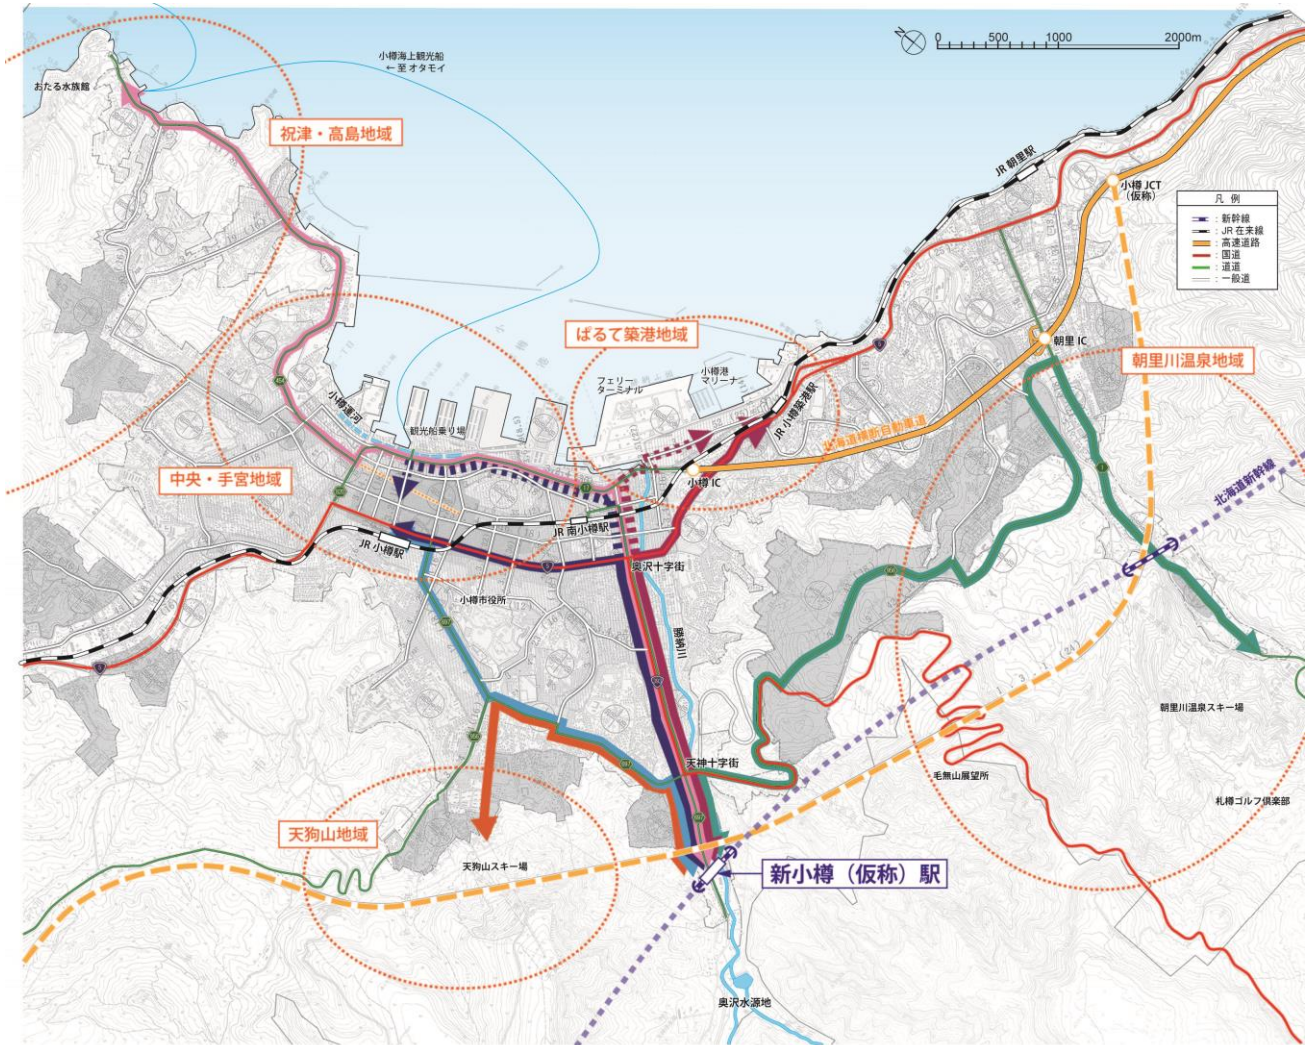 0 500 1000 2000m
N
小樽海上観光船
← 至 オタモイ
おたる水族館
祝津・高島地域
JR 朝里駅
小樽 JCT
（仮称）
凡 例
：新幹線
：JR 在来線
：高速道路
：国道
：道道
：一般道
ぱるて築港地域
フェリー
ターミナル
小樽港
マリーナ
5
朝里 IC
朝里川温泉地域
454
小樽運河
観光船乗り場
JR 小樽築港駅
北海道横断自動車道
中央・手宮地域
17
小樽 IC
1
北海道新幹線
JR 小樽駅
JR 南小樽駅
5
奥沢十字街
小樽市役所
勝納川
5
天神十字街
朝里川温泉スキー場
毛無山展望所
札樽ゴルフ倶楽部
天狗山地域
天狗山スキー場
新小樽（仮称）駅
奥沢水源地